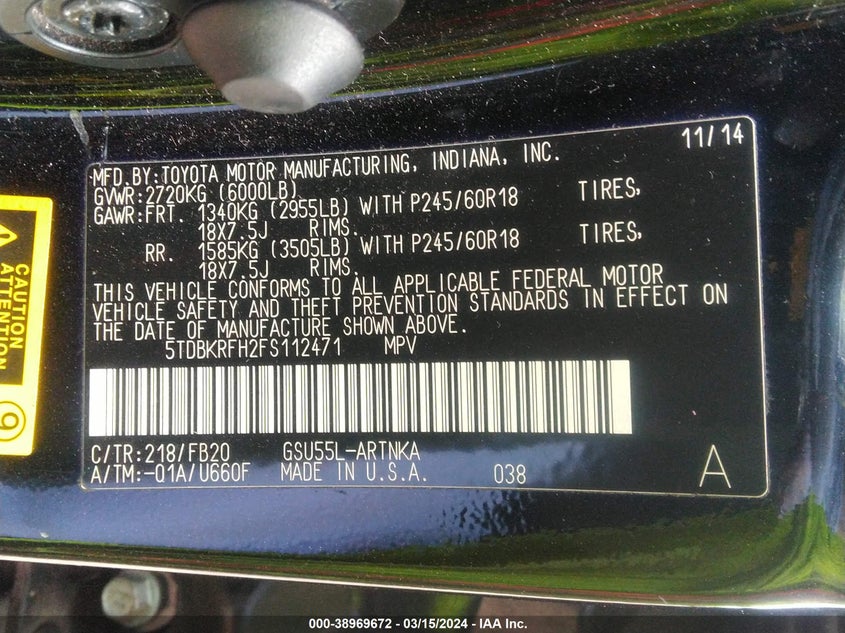 11/14
MFD.BY:TOYOTA MOTOR MANUFACTURING, INDIANA, INC.
GVWR:2720KG (6000LB)
GAWR:FRT. 1340KG (2955LB) WITH P245/60R18 TIRES,
18X7.5J RIMS.
RR. 1585KG (3505LB) WITH P245/60R18 TIRES,
18X7.5J RIMS.
THIS VEHICLE CONFORMS TO ALL APPLICABLE FEDERAL MOTOR
VEHICLE SAFETY AND THEFT PREVENTION STANDARDS IN EFFECT ON
THE DATE OF MANUFACTURE SHOWN ABOVE.
5TDBKRFH2FS112471 MPV
C/TR:218/FB20 GSU55L-ARTNKA
A/TM:-01A/U660F MADE IN U.S.A. 038 A
CAUTION
ATTENTION
9
000-38969672 - 03/15/2024 - IAA Inc.